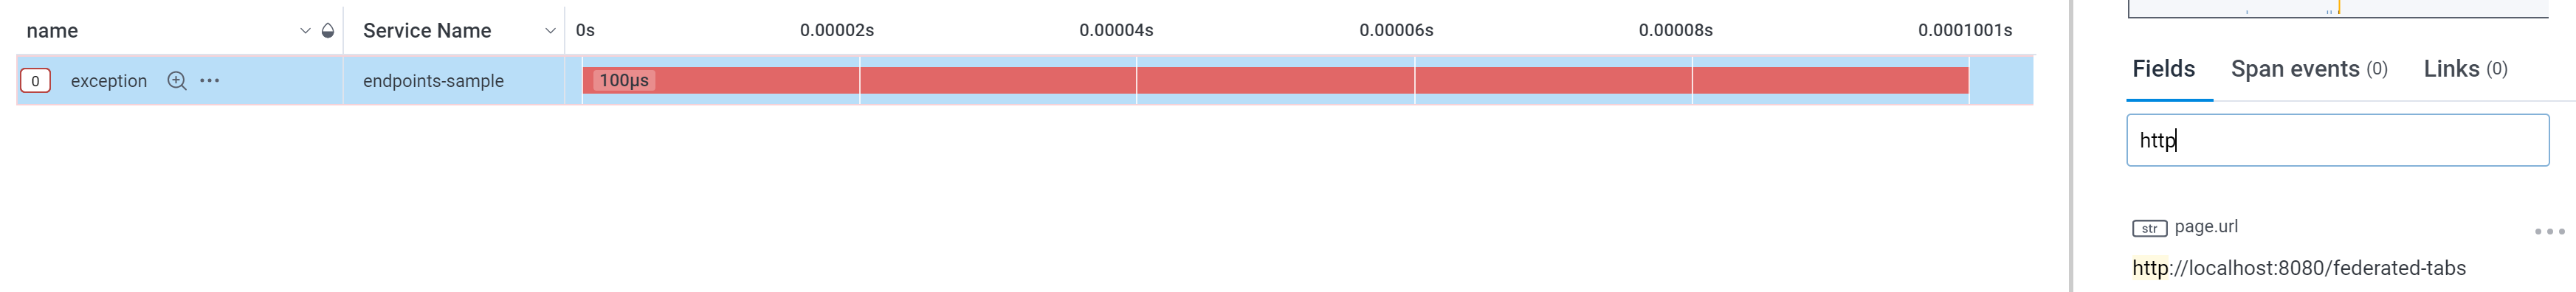 name Service Name 0s 0.00002s 0.00004s 0.00006s 0.00008s 0.0001001s
0 exception endpoints-sample 100μs
Fields Span events (0) Links (0)
http
str page.url
http://localhost:8080/federated-tabs